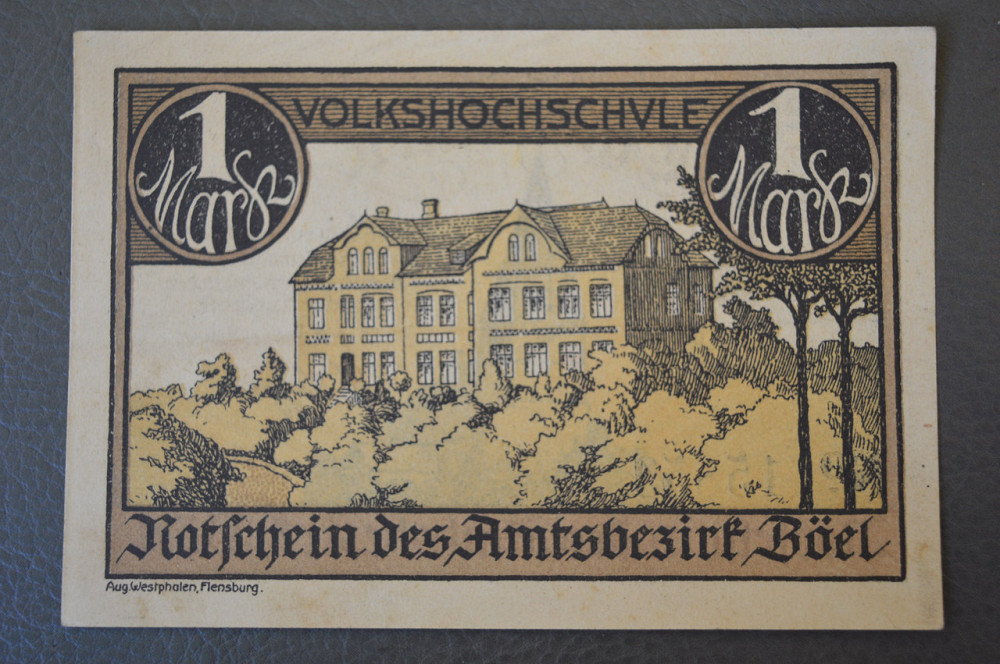 1 Mark
VOLKSHOCHSCHVLE
1 Mark
Notschein des Amtsbezirk Böel
Aug. Westphalen, Flensburg.